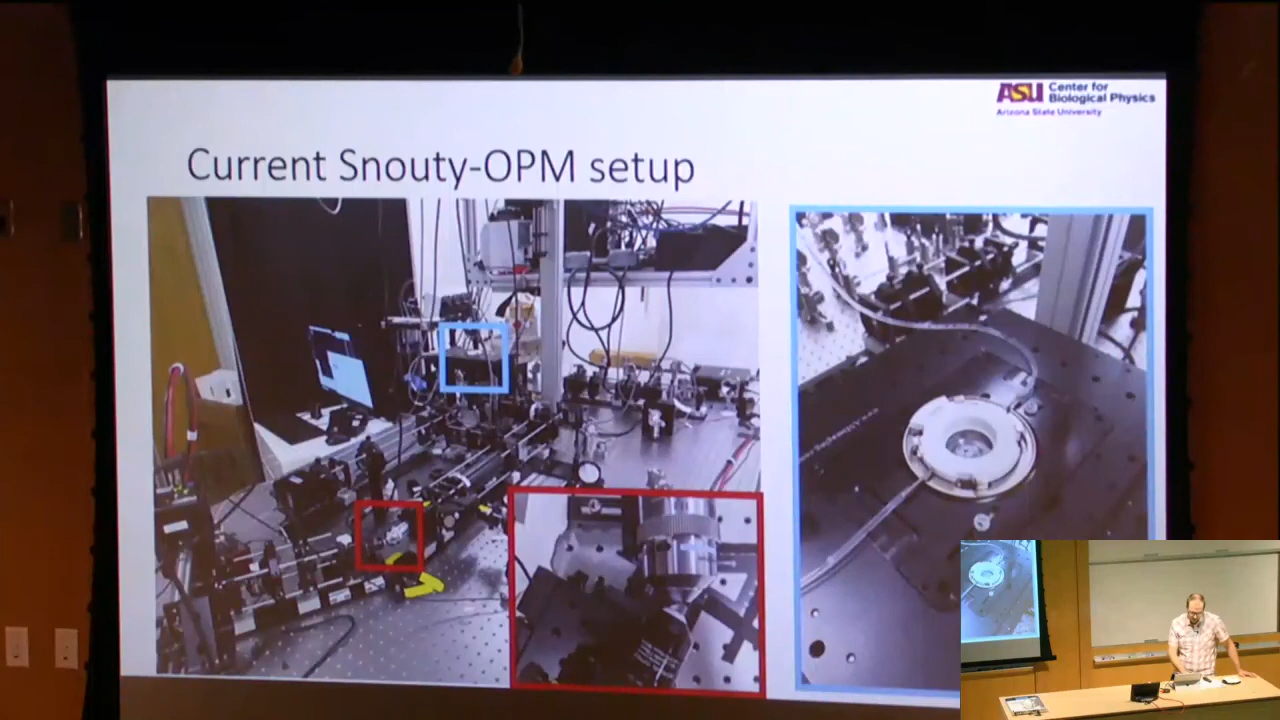 ASU Center for
Biological Physics
Arizona State University
Current Snouty-OPM setup